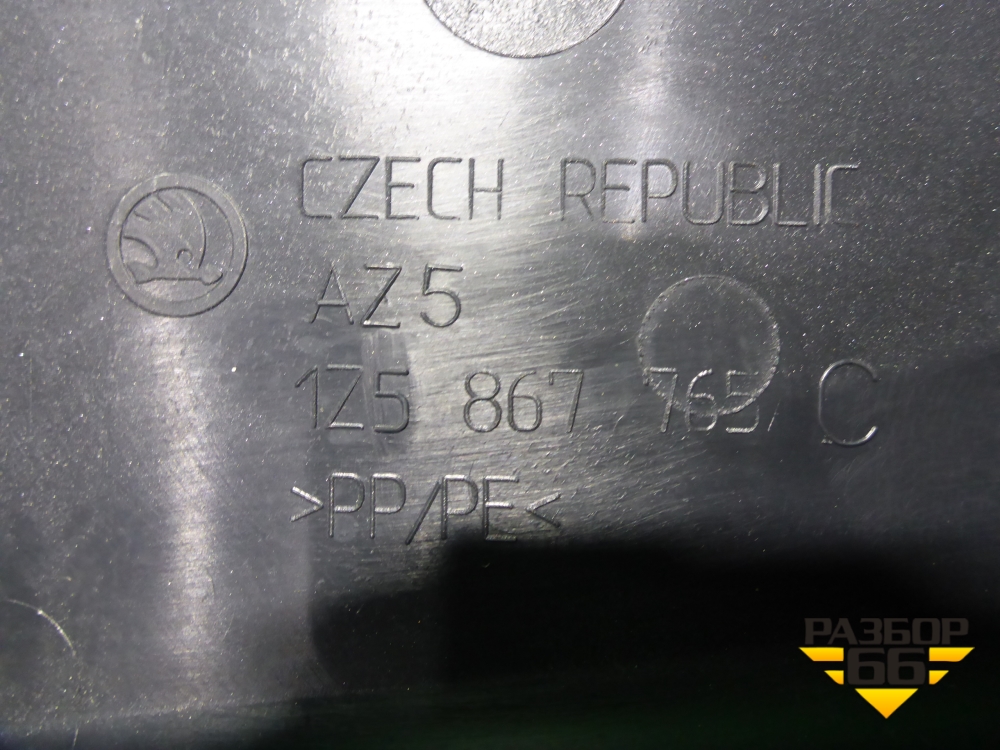 CZECH REPUBLIC
AZ5
1Z5 867 765 C
>PP/PE<
РАЗБОР
66